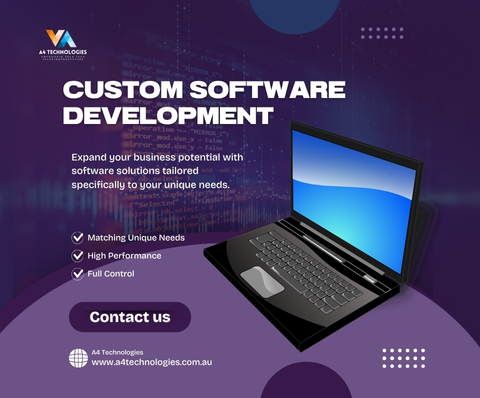 A4 TECHNOLOGIES
CUSTOM SOFTWARE
DEVELOPMENT
Expand your business potential with
software solutions tailored
specifically to your unique needs.
Matching Unique Needs
High Performance
Full Control
Contact us
A4 Technologies
www.a4technologies.com.au